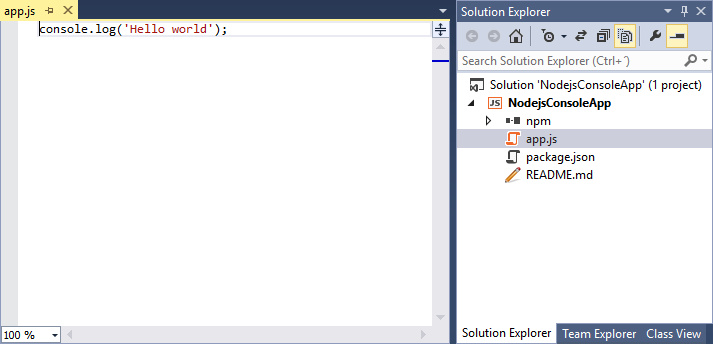 app.js
console.log('Hello world');
100 %
Solution Explorer
Search Solution Explorer (Ctrl+´)
Solution 'NodejsConsoleApp' (1 project)
JS NodejsConsoleApp
npm
app.js
package.json
README.md
Solution Explorer Team Explorer Class View